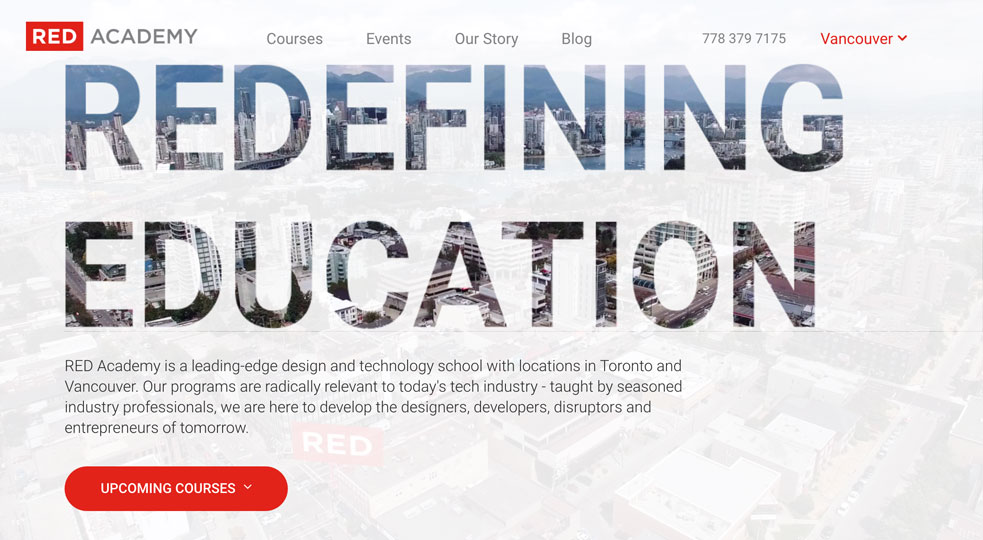 RED ACADEMY
Courses Events Our Story Blog 778 379 7175 Vancouver
REDEFINING
EDUCATION
RED Academy is a leading-edge design and technology school with locations in Toronto and
Vancouver. Our programs are radically relevant to today's tech industry - taught by seasoned
industry professionals, we are here to develop the designers, developers, disruptors and
entrepreneurs of tomorrow.
RED
UPCOMING COURSES